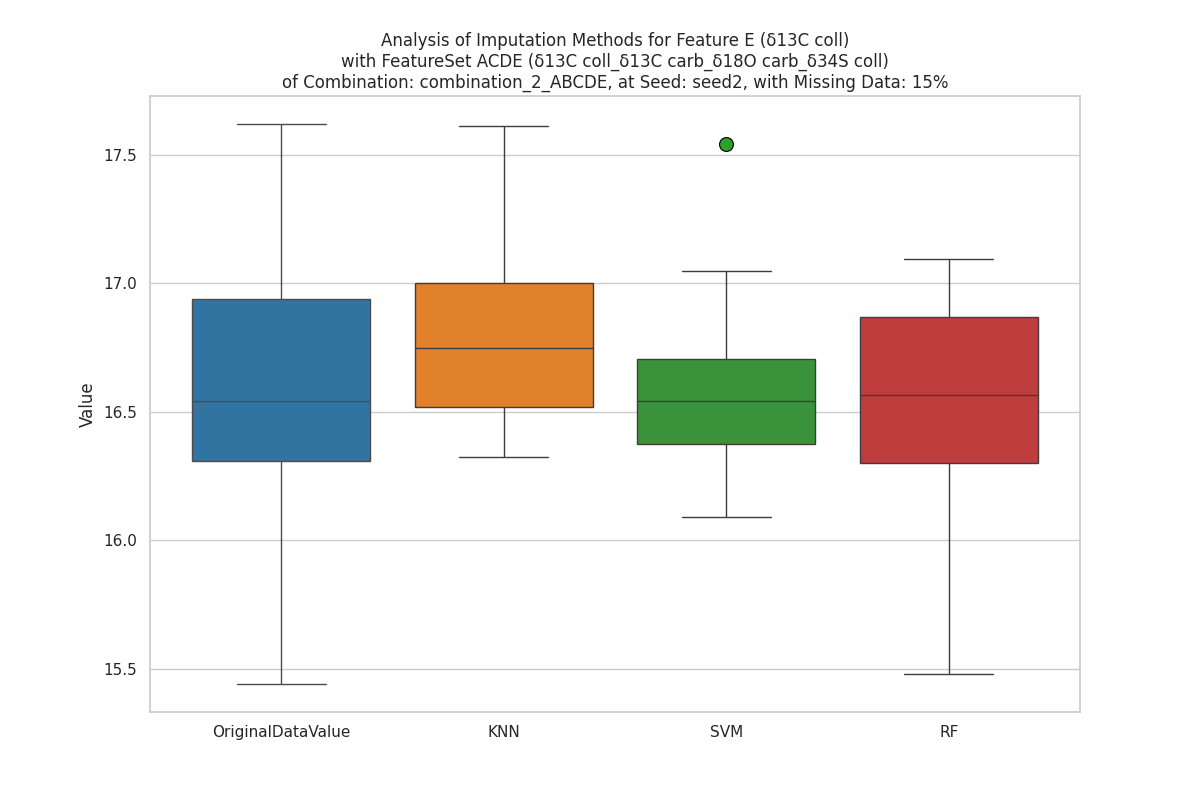 Analysis of Imputation Methods for Feature E (δ13C coll)
with FeatureSet ACDE (δ13C coll_δ13C carb_δ18O carb_δ34S coll)
of Combination: combination_2_ABCDE, at Seed: seed2, with Missing Data: 15%
17.5
17.0
16.5
16.0
15.5
Value
OriginalDataValue
KNN
SVM
RF